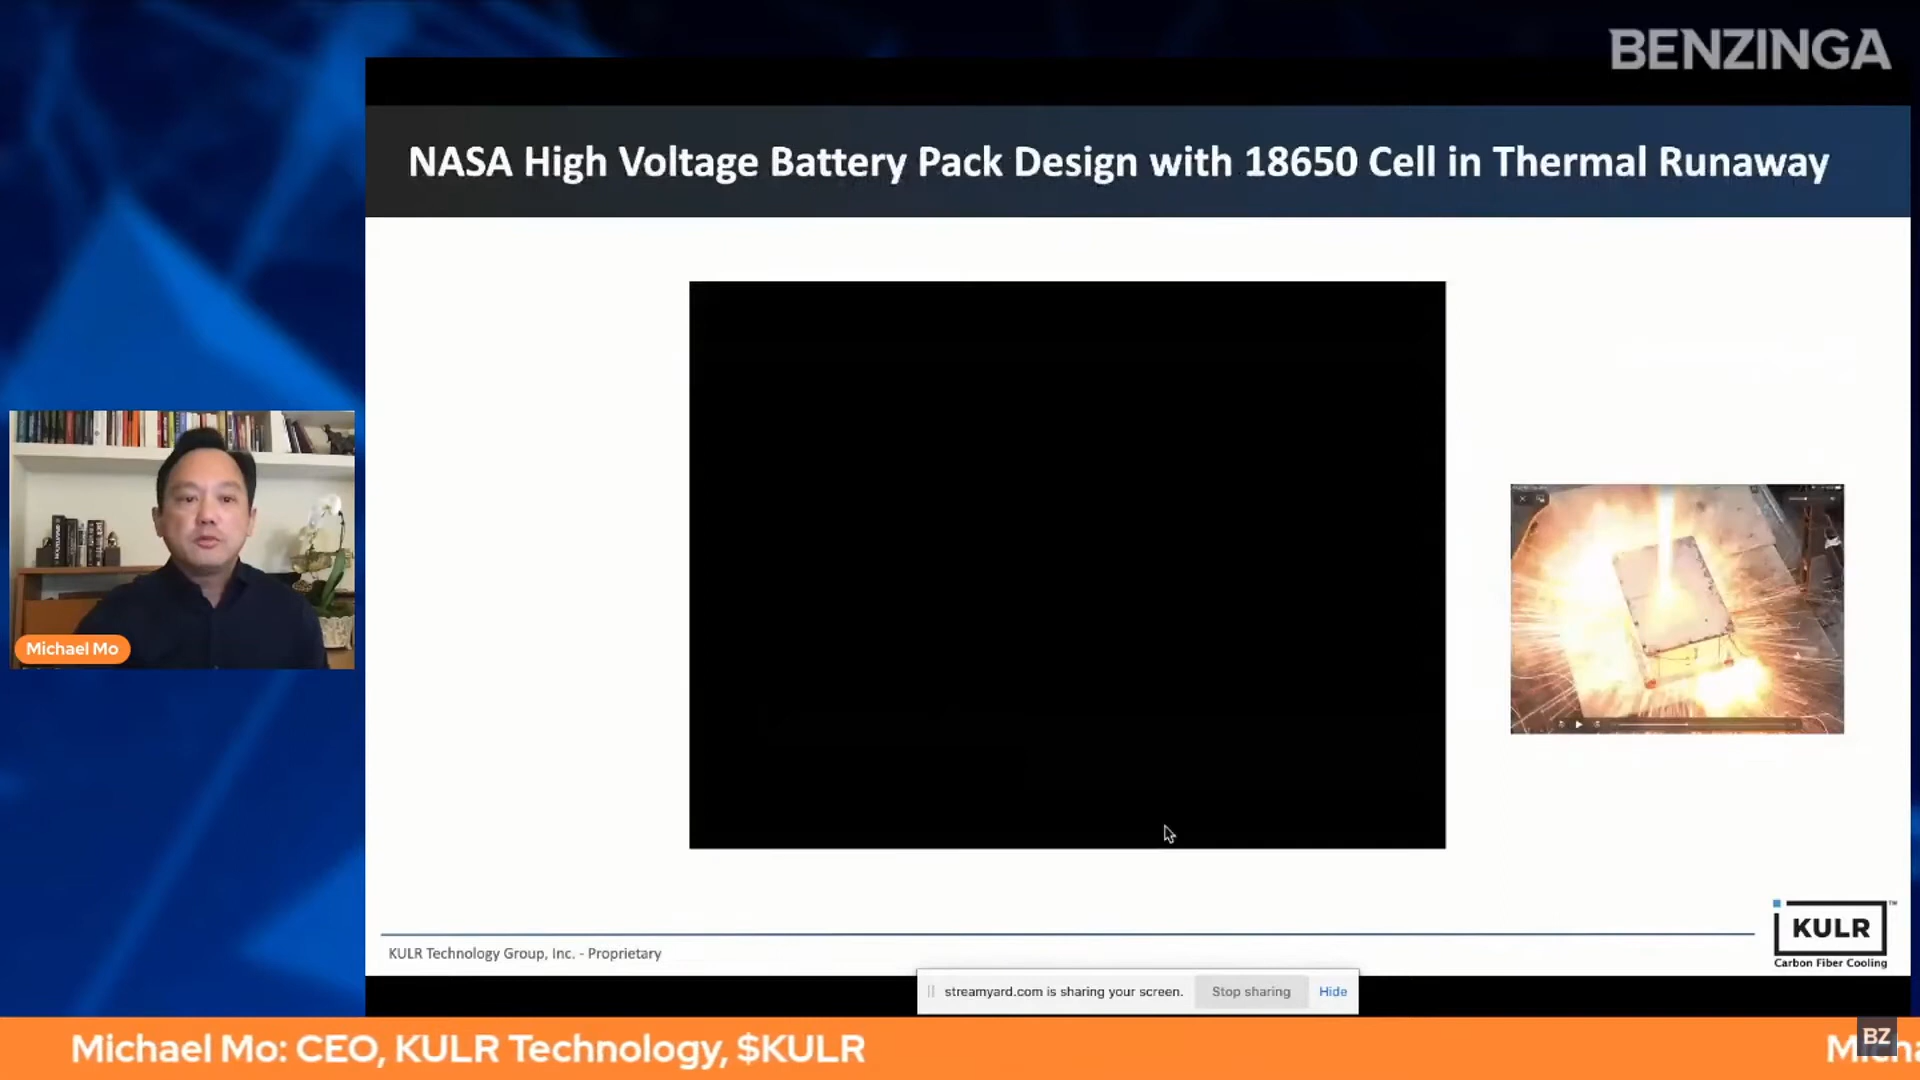 BENZINGA
NASA High Voltage Battery Pack Design with 18650 Cell in Thermal Runaway
Michael Mo
KULR Technology Group, Inc. - Proprietary
KULR
TM
Carbon Fiber Cooling
streamyard.com is sharing your screen.
Stop sharing
Hide
Michael Mo: CEO, KULR Technology, $KULR
BZ